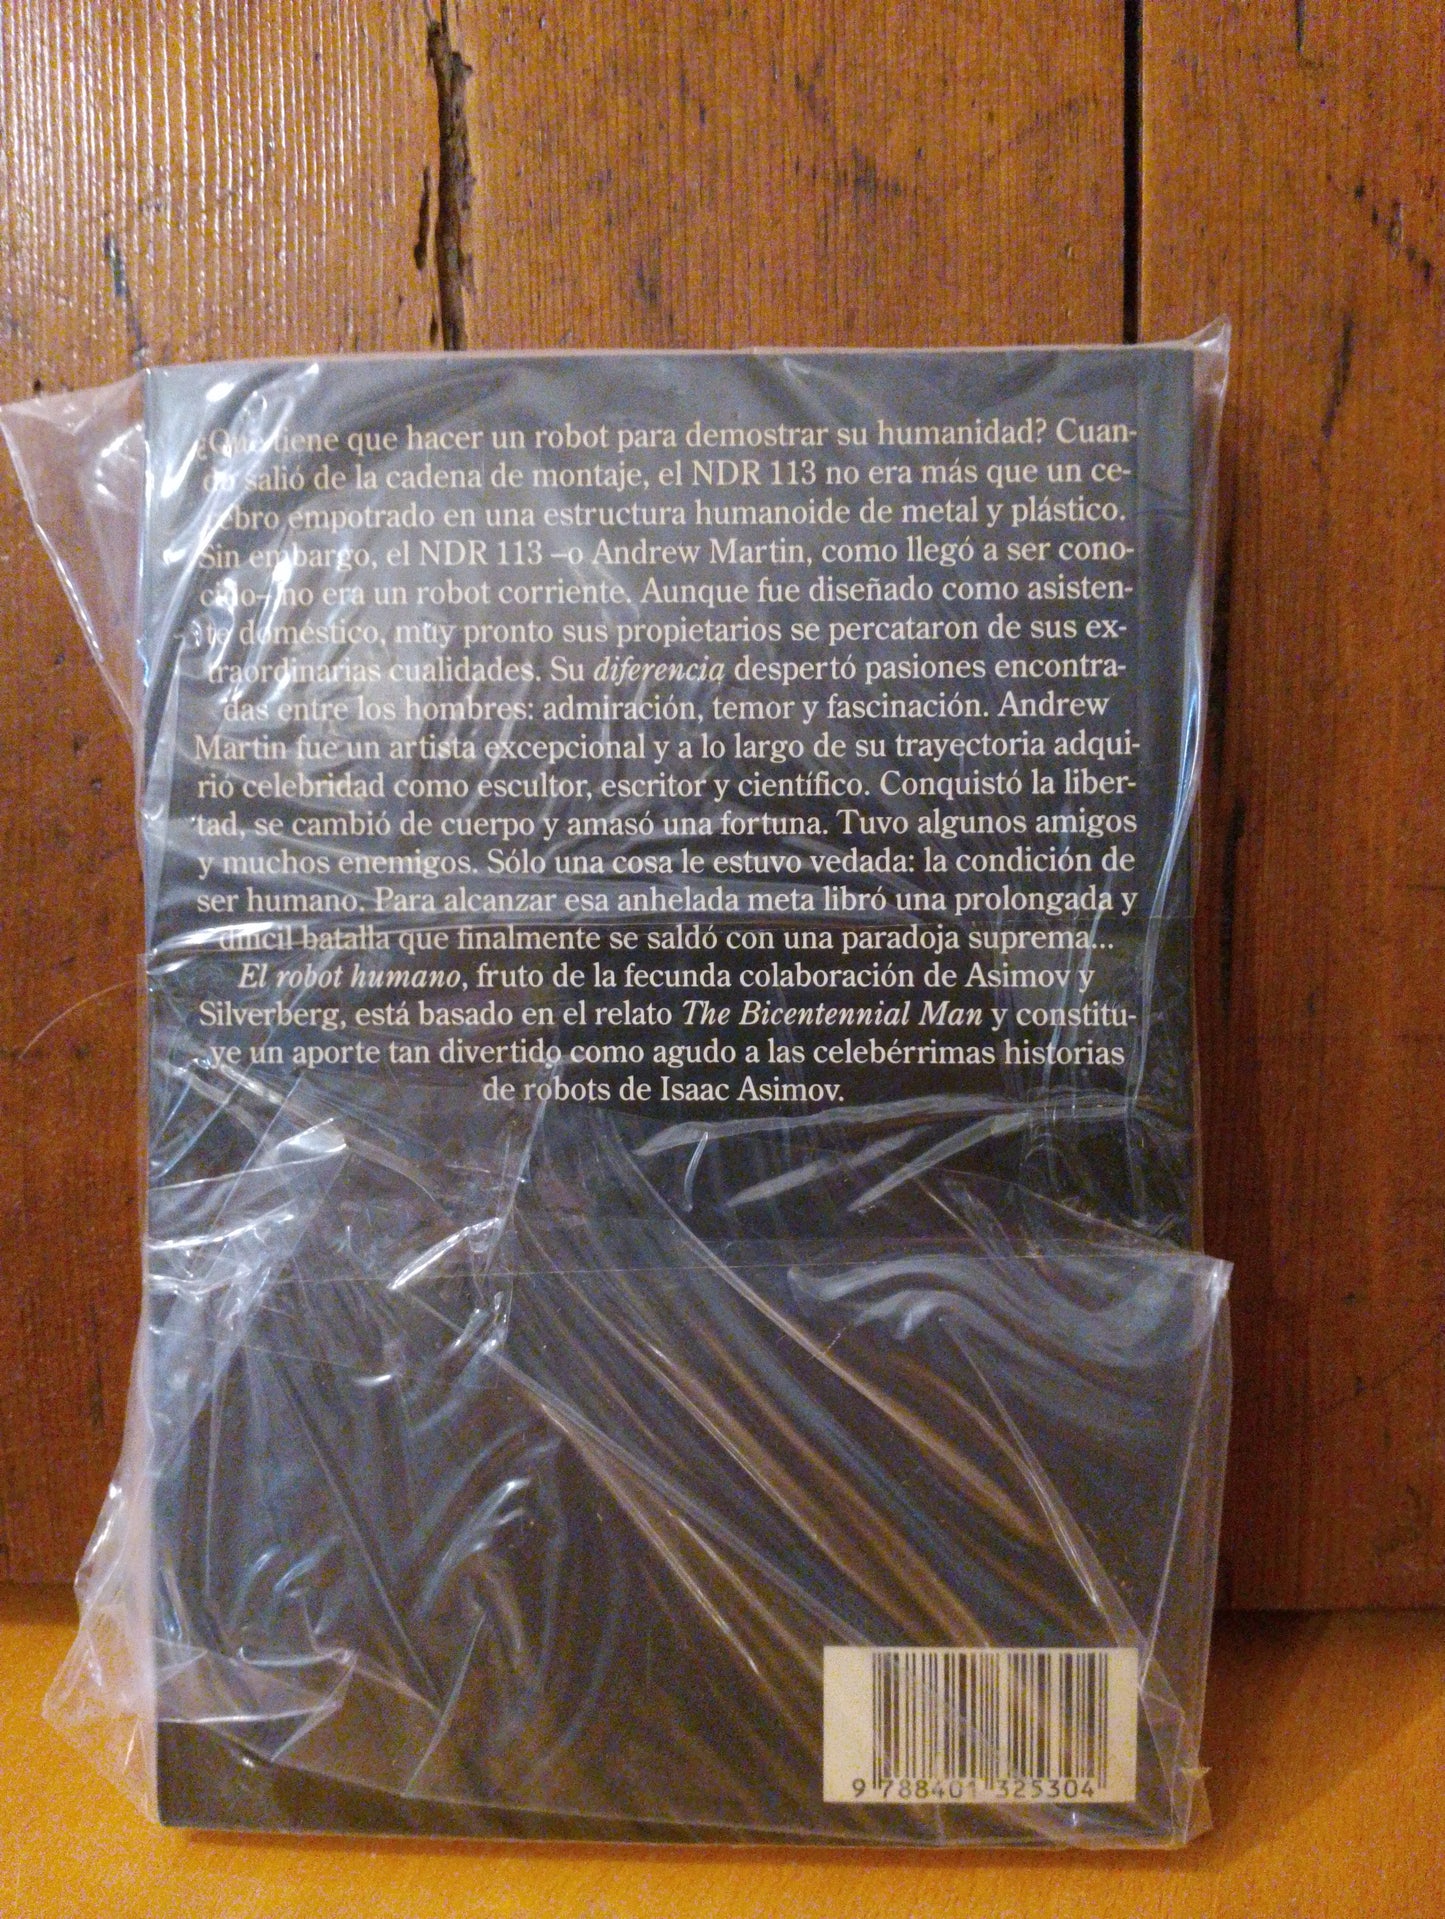 ¿Qué tiene que hacer un robot para demostrar su humanidad? Cuan-
do salió de la cadena de montaje, el NDR 113 no era más que un ce-
rebro empotrado en una estructura humanoide de metal y plástico.
Sin embargo, el NDR 113 –o Andrew Martin, como llegó a ser cono-
cido– no era un robot corriente. Aunque fue diseñado como asisten-
te doméstico, muy pronto sus propietarios se percataron de sus ex-
traordinarias cualidades. Su diferencia despertó pasiones encontra-
das entre los hombres: admiración, temor y fascinación. Andrew
Martin fue un artista excepcional y a lo largo de su trayectoria adqui-
rió celebridad como escultor, escritor y científico. Conquistó la liber-
tad, se cambió de cuerpo y amasó una fortuna. Tuvo algunos amigos
y muchos enemigos. Sólo una cosa le estuvo vedada: la condición de
ser humano. Para alcanzar esa anhelada meta libró una prolongada y
difícil batalla que finalmente se saldó con una paradoja suprema...
El robot humano, fruto de la fecunda colaboración de Asimov y
Silverberg, está basado en el relato The Bicentennial Man y constitu-
ye un aporte tan divertido como agudo a las celebérrimas historias
de robots de Isaac Asimov.
9 788401 325304